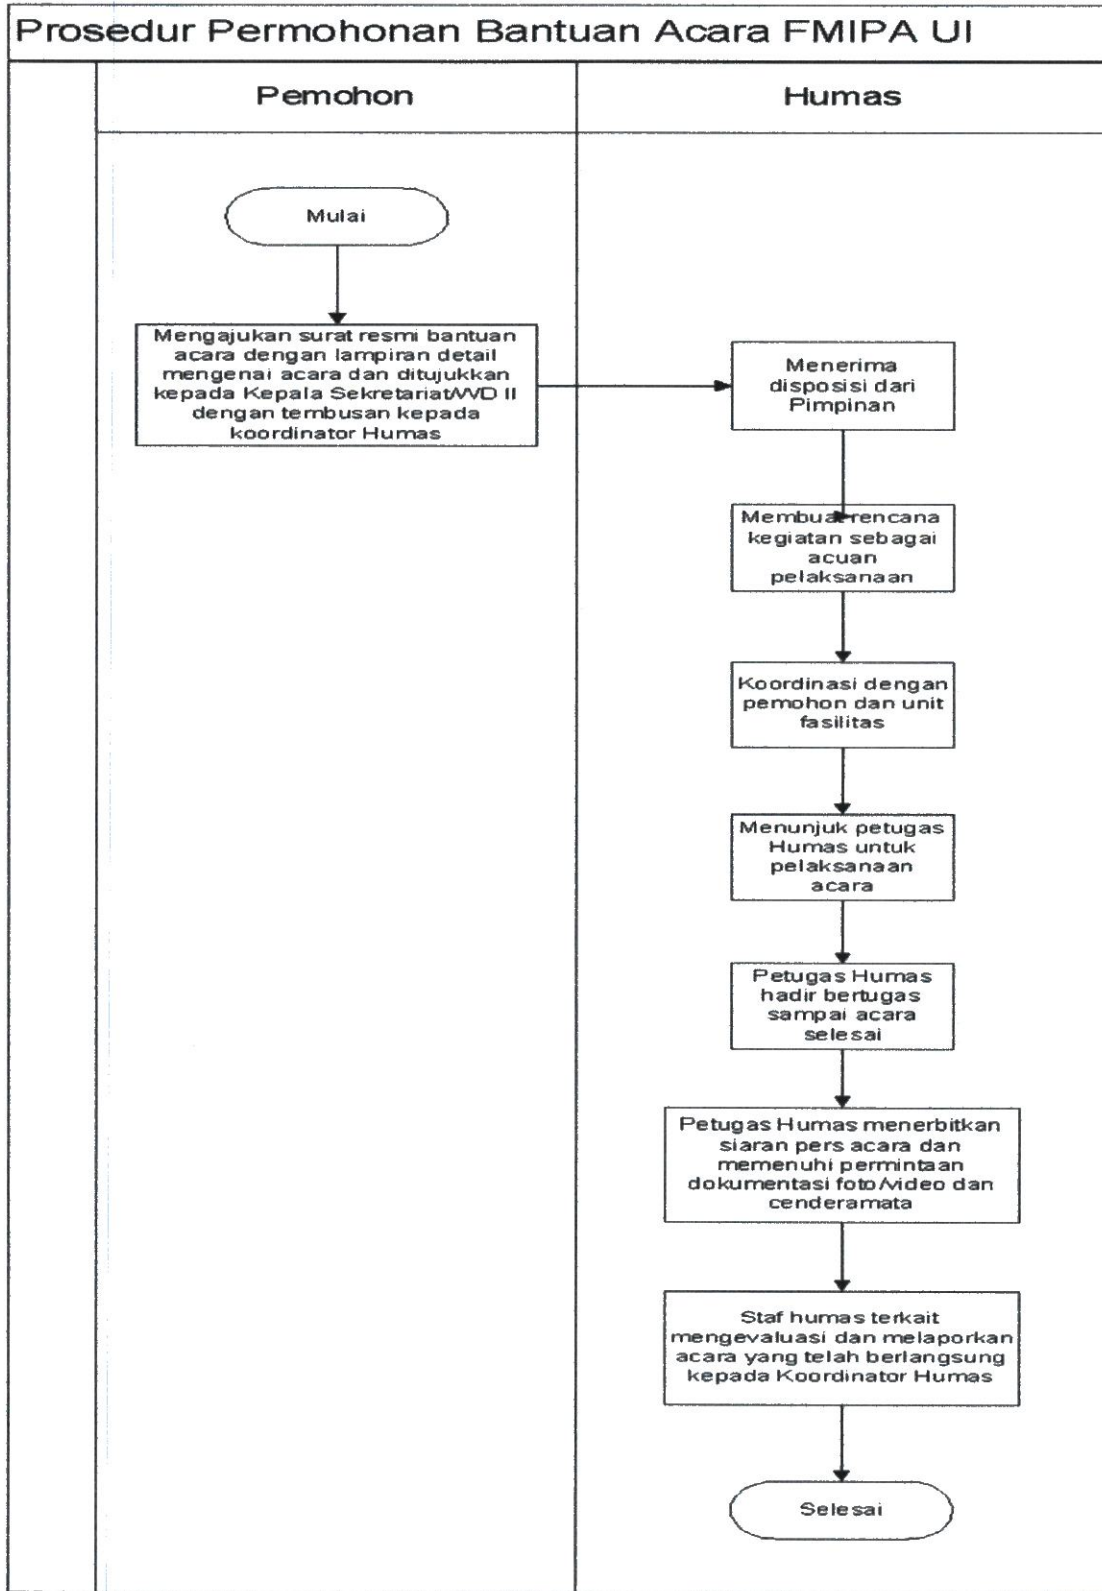 Prosedur Permohonan Bantuan Acara FMIPA UI
Pemohon
Humas
Mulai
Mengajukan surat resmi bantuan
acara dengan lampiran detail
mengenai acara dan ditujukkan
kepada Kepala Sekretariat/WD II
dengan tembusan kepada
koordinator Humas
Menerima
disposisi dari
Pimpinan
Membuat rencana
kegiatan sebagai
acuan
pelaksanaan
Koordinasi dengan
pemohon dan unit
fasilitas
Menunjuk petugas
Humas untuk
pelaksanaan
acara
Petugas Humas
hadir bertugas
sampai acara
selesai
Petugas Humas menerbitkan
siaran pers acara dan
memenuhi permintaan
dokumentasi foto/video dan
cenderamata
Staf humas terkait
mengevaluasi dan melaporkan
acara yang telah berlangsung
kepada Koordinator Humas
Selesai